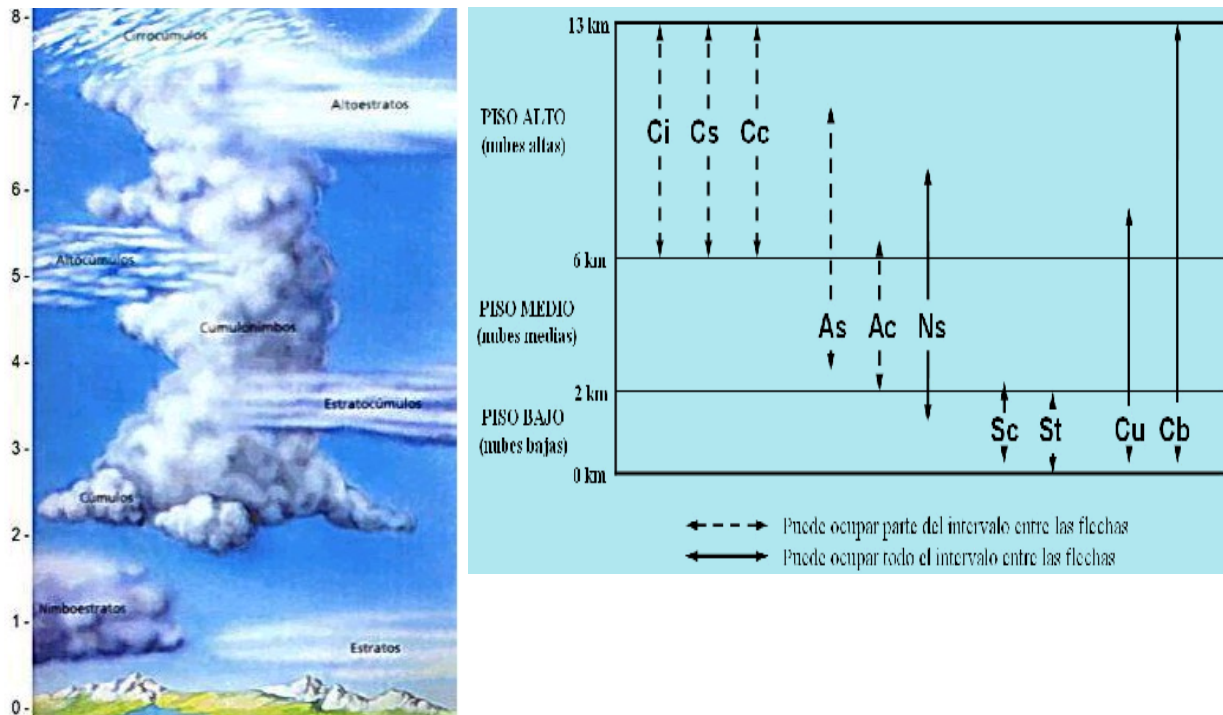 8 -
Cirrocúmulos
7 -
Altoestratos
6 -
Altocúmulos
5 -
Cumulonimbos
4 -
Estratocúmulos
3 -
Cúmulos
2 -
Nimboestratos
1 -
Estratos
0 -
13 km
PISO ALTO
(nubes altas)
Ci Cs Cc
6 km
PISO MEDIO
(nubes medias)
As Ac Ns
2 km
PISO BAJO
(nubes bajas)
Sc St Cu Cb
0 km
Puede ocupar parte del intervalo entre las flechas
Puede ocupar todo el intervalo entre las flechas